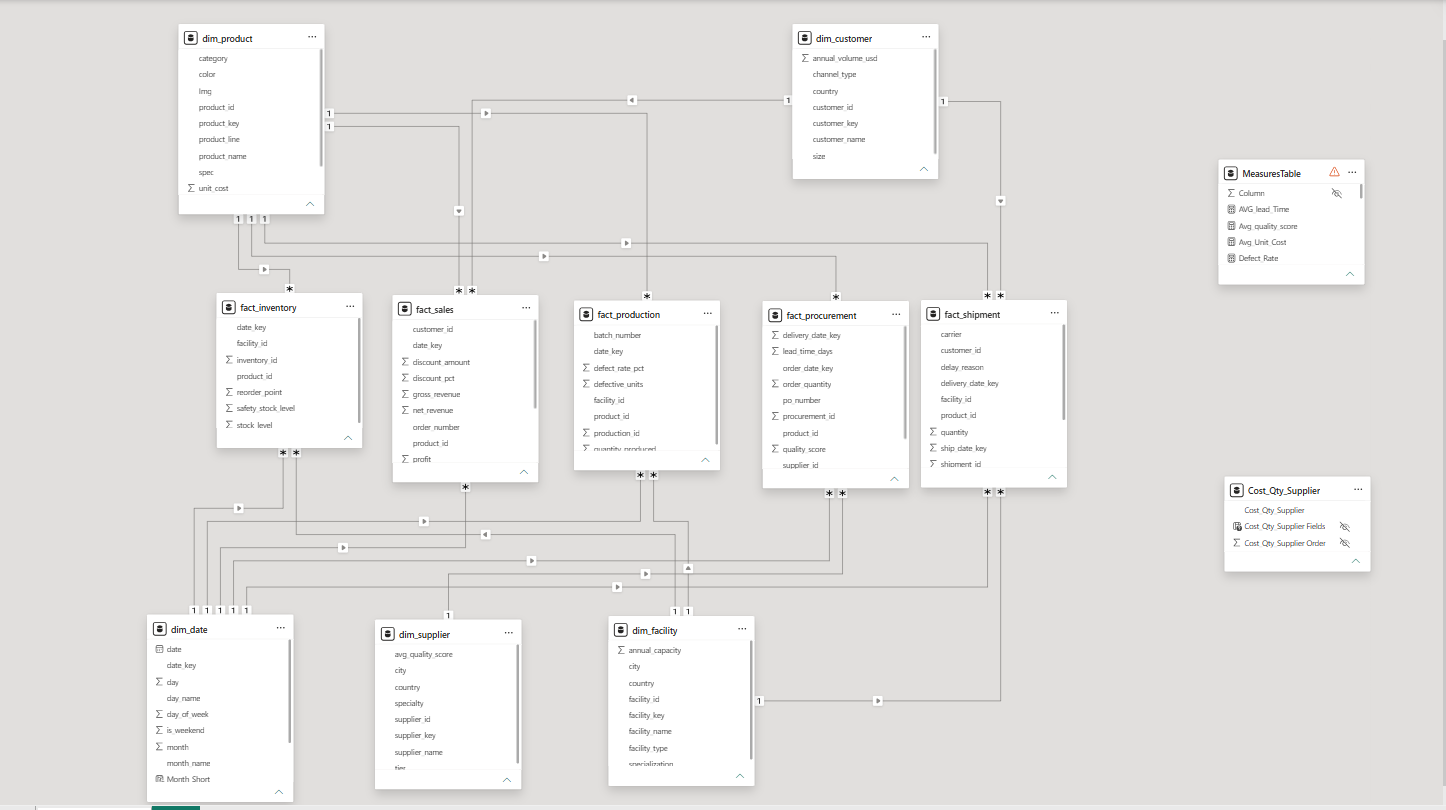 dim_product
category
color
Img
product_id
product_key
product_line
product_name
spec
unit_cost
dim_customer
annual_volume_usd
channel_type
country
customer_id
customer_key
customer_name
size
MeasuresTable
Column
AVG_lead_Time
Avg_quality_score
Avg_Unit_Cost
Defect_Rate
fact_inventory
date_key
facility_id
inventory_id
product_id
reorder_point
safety_stock_level
stock_level
fact_sales
customer_id
date_key
discount_amount
discount_pct
gross_revenue
net_revenue
order_number
product_id
profit
fact_production
batch_number
date_key
defect_rate_pct
defective_units
facility_id
product_id
production_id
quantity_produced
fact_procurement
delivery_date_key
lead_time_days
order_date_key
order_quantity
po_number
procurement_id
product_id
quality_score
supplier_id
fact_shipment
carrier
customer_id
delay_reason
delivery_date_key
facility_id
product_id
quantity
ship_date_key
shipment_id
Cost_Qty_Supplier
Cost_Qty_Supplier
Cost_Qty_Supplier Fields
Cost_Qty_Supplier Order
dim_date
date
date_key
day
day_name
day_of_week
is_weekend
month
month_name
Month Short
dim_supplier
avg_quality_score
city
country
specialty
supplier_id
supplier_key
supplier_name
tier
dim_facility
annual_capacity
city
country
facility_id
facility_key
facility_name
facility_type
specialization